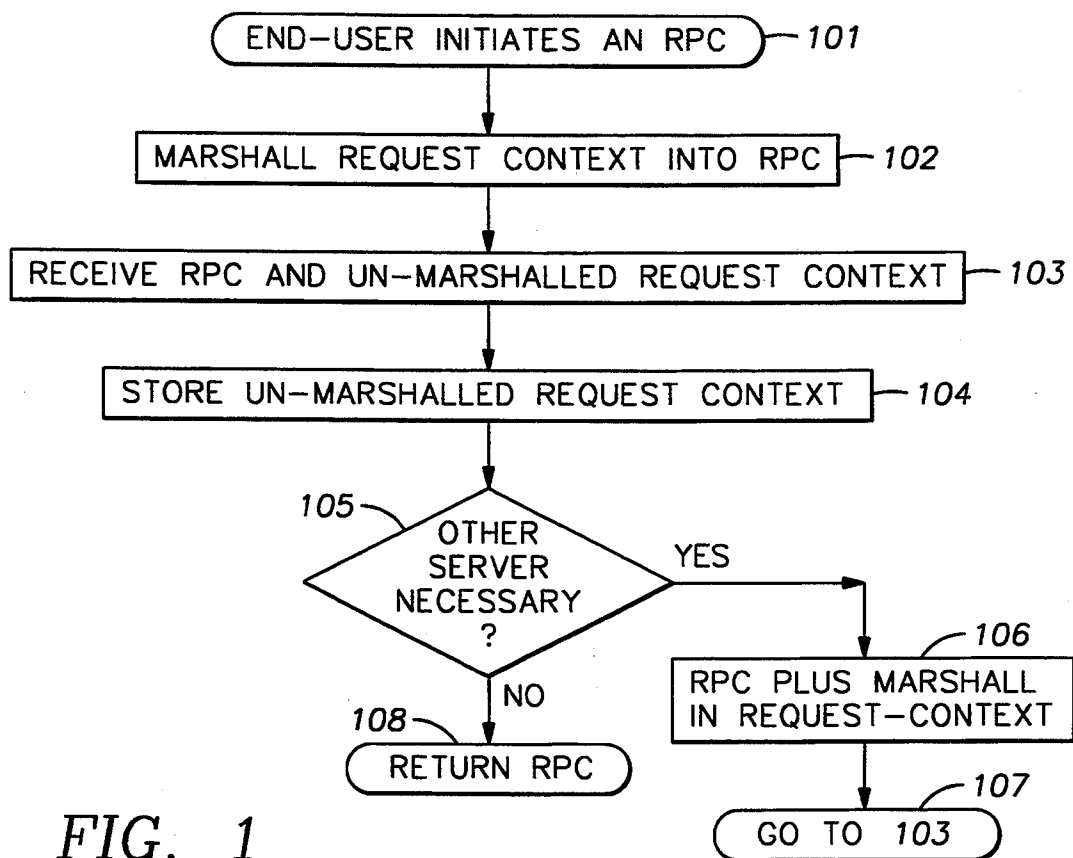 END-USER INITIATES AN RPC 101
MARSHALL REQUEST CONTEXT INTO RPC 102
RECEIVE RPC AND UN-MARSHALLED REQUEST CONTEXT 103
STORE UN-MARSHALLED REQUEST CONTEXT 104
105
OTHER
SERVER
NECESSARY
?
YES
NO
106
RPC PLUS MARSHALL
IN REQUEST-CONTEXT
108
RETURN RPC
107
GO TO 103
FIG. 1